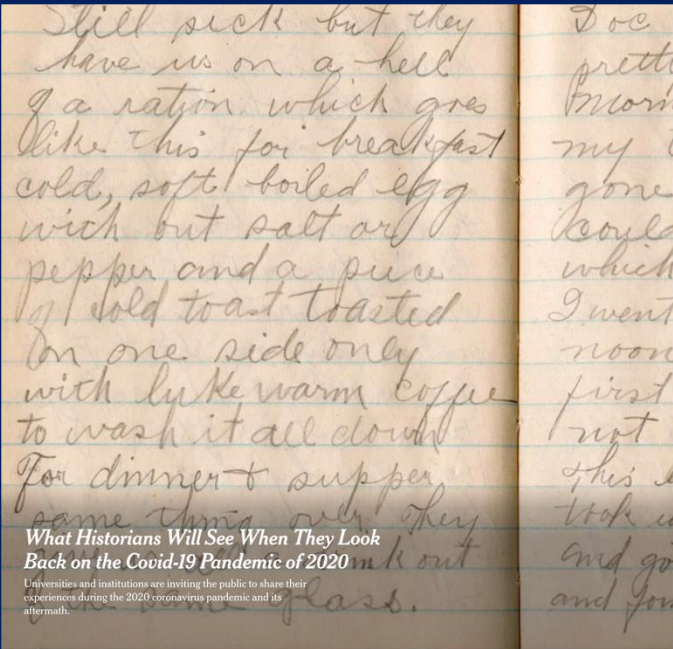 Still sick but they
have us on a hell
of a ration which goes
like this for breakfast
cold, soft boiled egg
with out salt or
pepper and a piece
of cold toast toasted
on one side only
with luke warm coffee
to wash it all down
For dinner & supper
same thing over they
drink out
of the same glass.
Doc
prett
morn
my
gone
could
which
I went
noon
first
not
this
took
and go
and fou
What Historians Will See When They Look
Back on the Covid-19 Pandemic of 2020
Universities and institutions are inviting the public to share their
experiences during the 2020 coronavirus pandemic and its
aftermath.